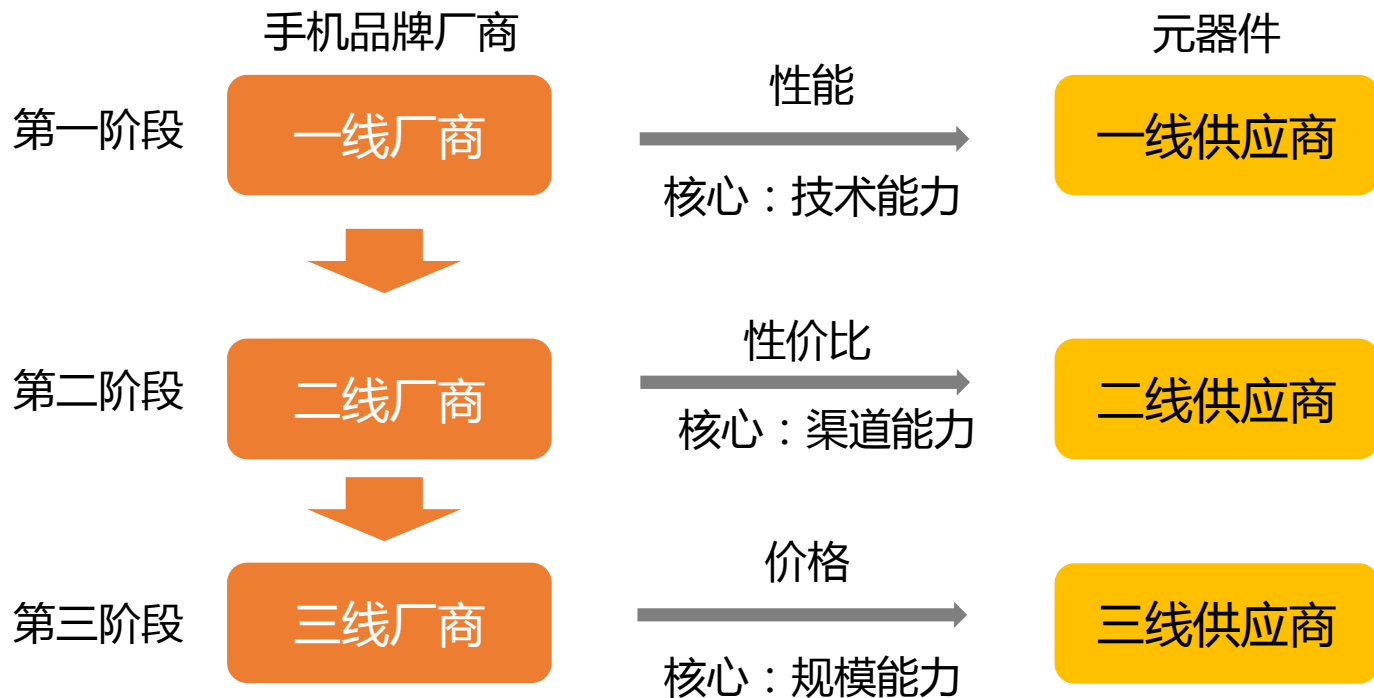 手机品牌厂商
元器件
第一阶段
一线厂商
性能
核心：技术能力
一线供应商
第二阶段
二线厂商
性价比
核心：渠道能力
二线供应商
第三阶段
三线厂商
价格
核心：规模能力
三线供应商